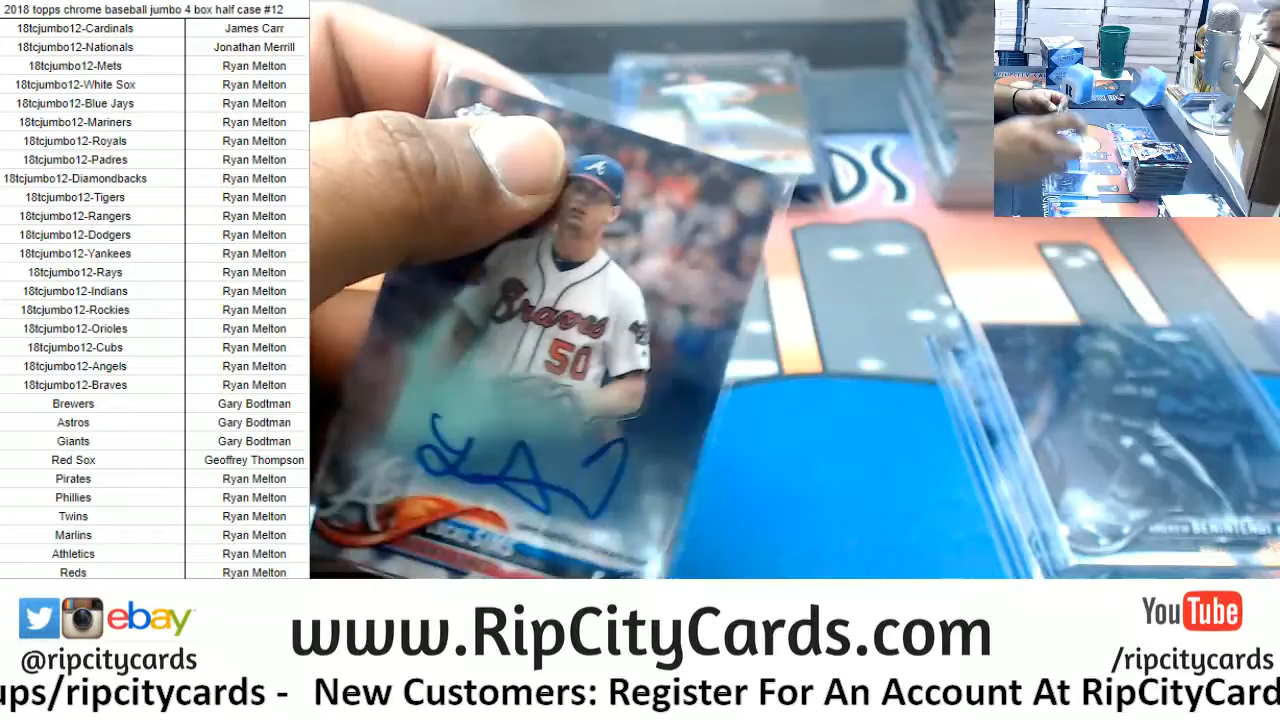 2018 topps chrome baseball jumbo 4 box half case #12
18tcjumbo12-Cardinals James Carr
18tcjumbo12-Nationals Jonathan Merrill
18tcjumbo12-Mets Ryan Melton
18tcjumbo12-White Sox Ryan Melton
18tcjumbo12-Blue Jays Ryan Melton
18tcjumbo12-Mariners Ryan Melton
18tcjumbo12-Royals Ryan Melton
18tcjumbo12-Padres Ryan Melton
18tcjumbo12-Diamondbacks Ryan Melton
18tcjumbo12-Tigers Ryan Melton
18tcjumbo12-Rangers Ryan Melton
18tcjumbo12-Dodgers Ryan Melton
18tcjumbo12-Yankees Ryan Melton
18tcjumbo12-Rays Ryan Melton
18tcjumbo12-Indians Ryan Melton
18tcjumbo12-Rockies Ryan Melton
18tcjumbo12-Orioles Ryan Melton
18tcjumbo12-Cubs Ryan Melton
18tcjumbo12-Angels Ryan Melton
18tcjumbo12-Braves Ryan Melton
Brewers Gary Bodtman
Astros Gary Bodtman
Giants Gary Bodtman
Red Sox Geoffrey Thompson
Pirates Ryan Melton
Phillies Ryan Melton
Twins Ryan Melton
Marlins Ryan Melton
Athletics Ryan Melton
Reds Ryan Melton
DS
A
Braves
50
ebay
@ripcitycards
www.RipCityCards.com
YouTube
/ripcitycards
ups/ripcitycards - New Customers: Register For An Account At RipCityCard